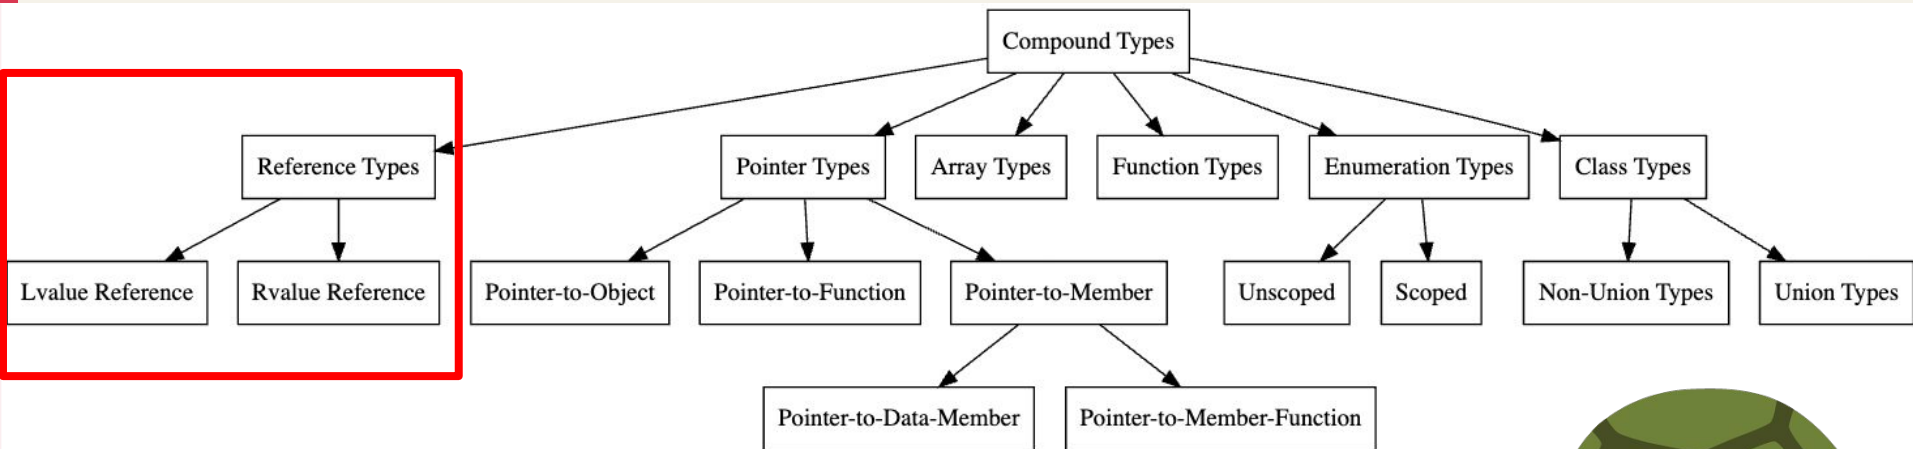 Compound Types
Reference Types
Pointer Types
Array Types
Function Types
Enumeration Types
Class Types
Lvalue Reference
Rvalue Reference
Pointer-to-Object
Pointer-to-Function
Pointer-to-Member
Unscoped
Scoped
Non-Union Types
Union Types
Pointer-to-Data-Member
Pointer-to-Member-Function